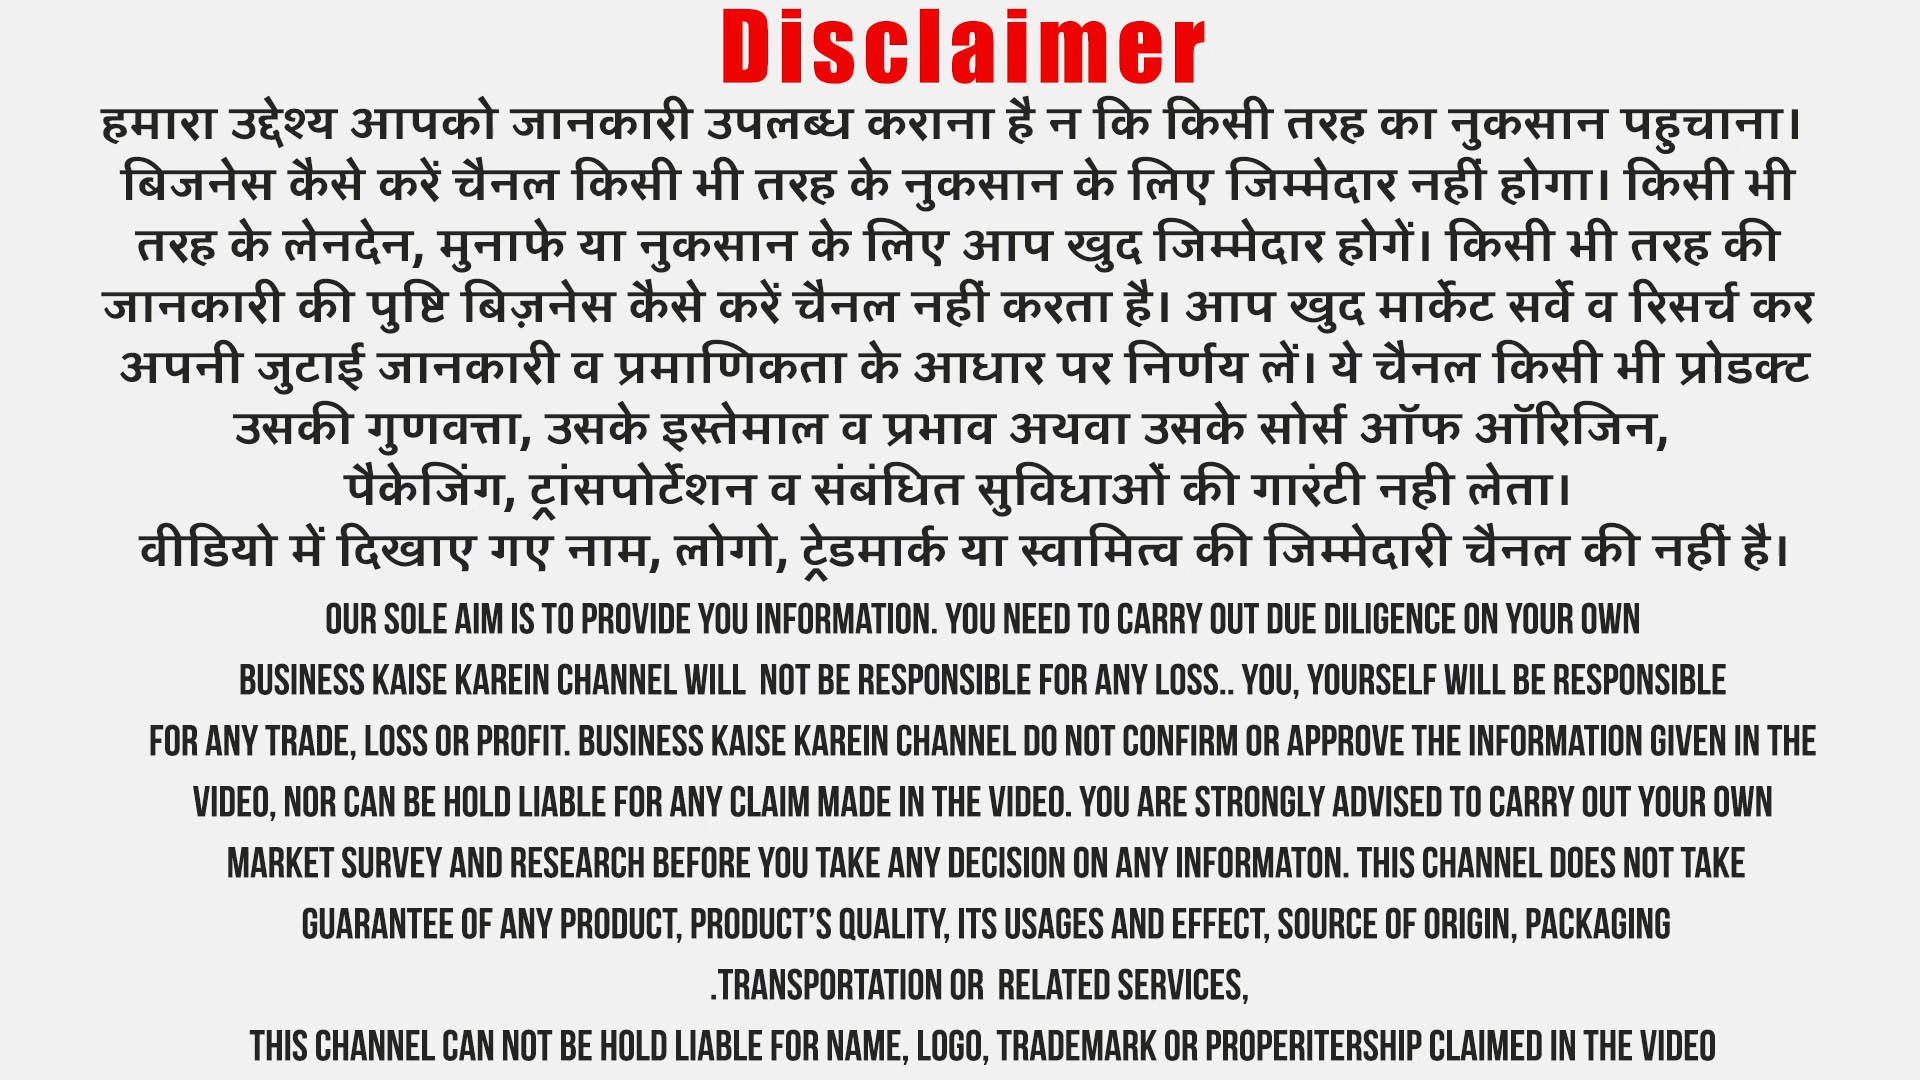 Disclaimer
हमारा उद्देश्य आपको जानकारी उपलब्ध कराना है न कि किसी तरह का नुकसान पहुचाना।
बिजनेस कैसे करें चैनल किसी भी तरह के नुकसान के लिए जिम्मेदार नहीं होगा। किसी भी
तरह के लेनदेन, मुनाफे या नुकसान के लिए आप खुद जिम्मेदार होगें। किसी भी तरह की
जानकारी की पुष्टि बिज़नेस कैसे करें चैनल नहीं करता है। आप खुद मार्केट सर्वे व रिसर्च कर
अपनी जुटाई जानकारी व प्रमाणिकता के आधार पर निर्णय लें। ये चैनल किसी भी प्रोडक्ट
उसकी गुणवत्ता, उसके इस्तेमाल व प्रभाव अथवा उसके सोर्स ऑफ ऑरिजिन,
पैकेजिंग, ट्रांसपोर्टेशन व संबंधित सुविधाओं की गारंटी नही लेता।
वीडियो में दिखाए गए नाम, लोगो, ट्रेडमार्क या स्वामित्व की जिम्मेदारी चैनल की नहीं है।
OUR SOLE AIM IS TO PROVIDE YOU INFORMATION. YOU NEED TO CARRY OUT DUE DILIGENCE ON YOUR OWN
BUSINESS KAISE KAREIN CHANNEL WILL  NOT BE RESPONSIBLE FOR ANY LOSS.. YOU, YOURSELF WILL BE RESPONSIBLE
FOR ANY TRADE, LOSS OR PROFIT. BUSINESS KAISE KAREIN CHANNEL DO NOT CONFIRM OR APPROVE THE INFORMATION GIVEN IN THE
VIDEO, NOR CAN BE HOLD LIABLE FOR ANY CLAIM MADE IN THE VIDEO. YOU ARE STRONGLY ADVISED TO CARRY OUT YOUR OWN
MARKET SURVEY AND RESEARCH BEFORE YOU TAKE ANY DECISION ON ANY INFORMATON. THIS CHANNEL DOES NOT TAKE
GUARANTEE OF ANY PRODUCT, PRODUCT’S QUALITY, ITS USAGES AND EFFECT, SOURCE OF ORIGIN, PACKAGING
.TRANSPORTATION OR  RELATED SERVICES,
THIS CHANNEL CAN NOT BE HOLD LIABLE FOR NAME, LOGO, TRADEMARK OR PROPERITERSHIP CLAIMED IN THE VIDEO